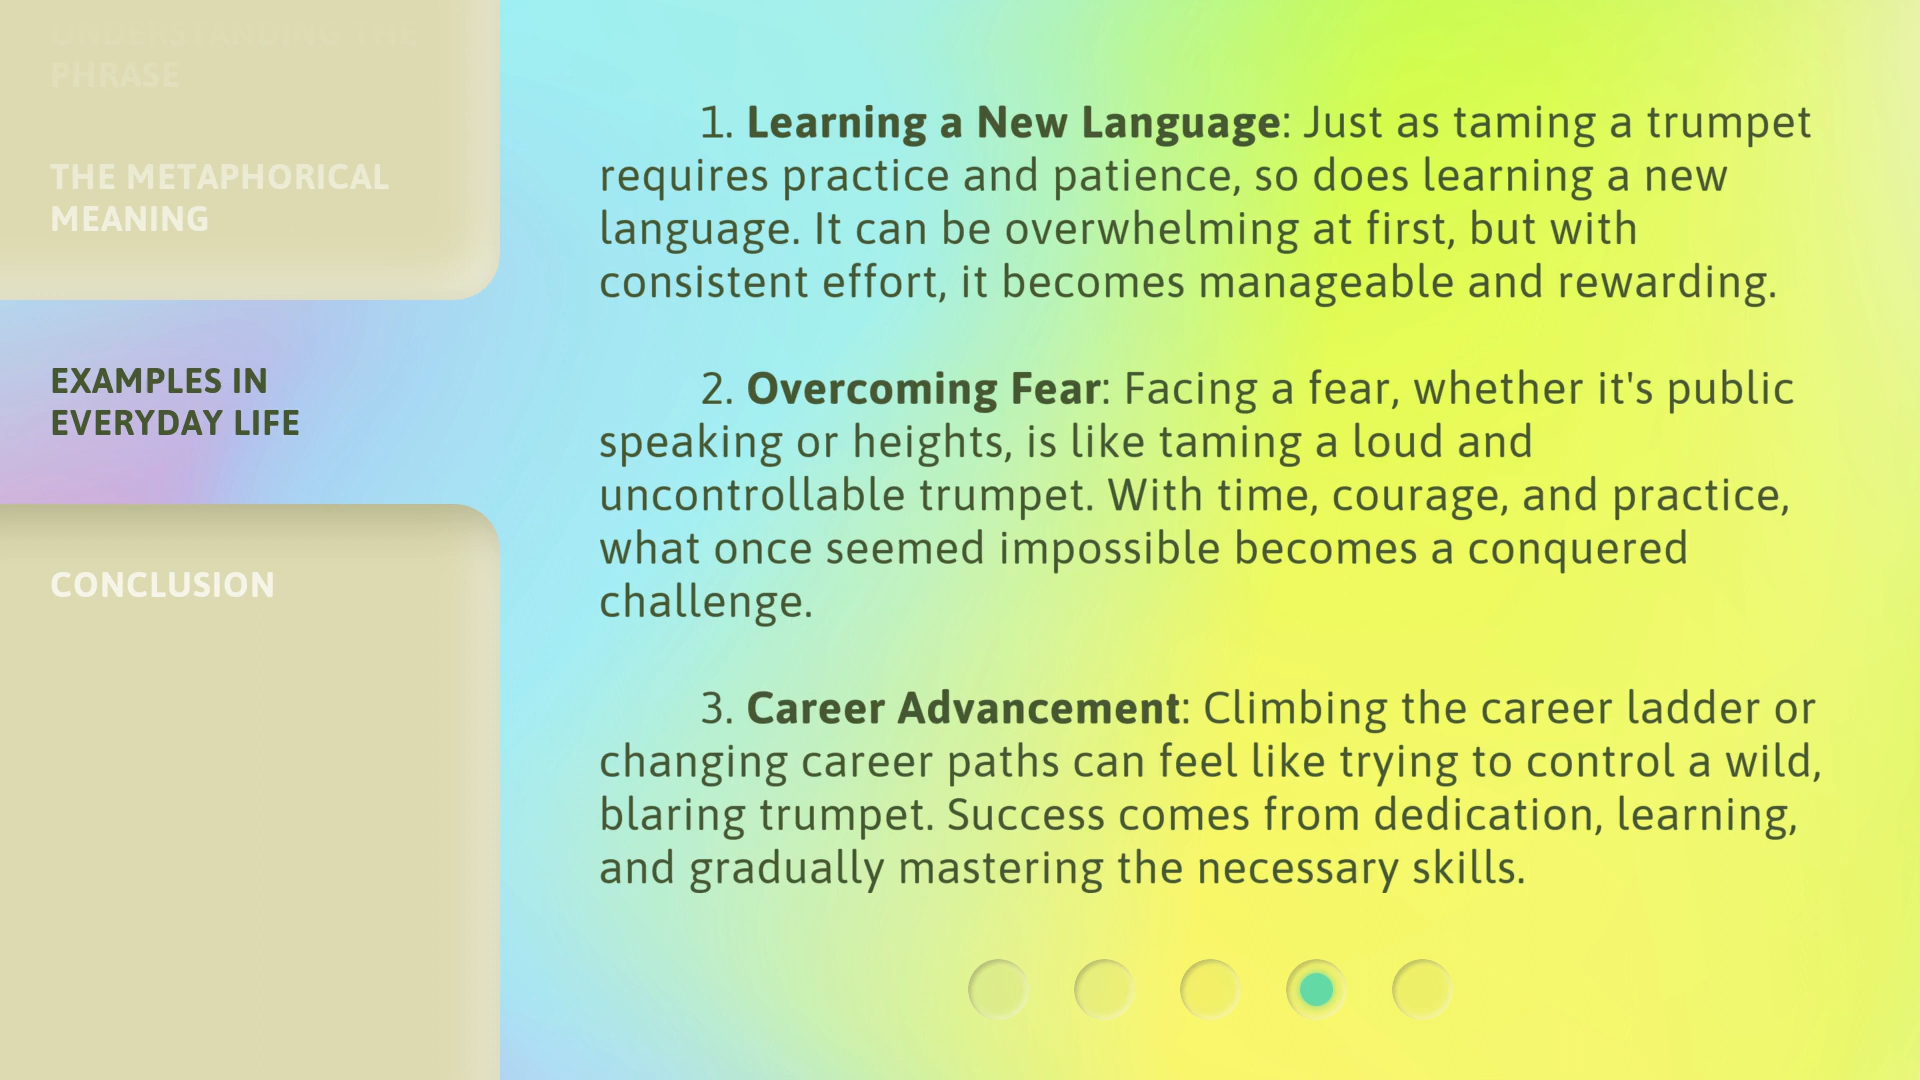 UNDERSTANDING THE
PHRASE
THE METAPHORICAL
MEANING
EXAMPLES IN
EVERYDAY LIFE
CONCLUSION
1. Learning a New Language: Just as taming a trumpet
requires practice and patience, so does learning a new
language. It can be overwhelming at first, but with
consistent effort, it becomes manageable and rewarding.
2. Overcoming Fear: Facing a fear, whether it's public
speaking or heights, is like taming a loud and
uncontrollable trumpet. With time, courage, and practice,
what once seemed impossible becomes a conquered
challenge.
3. Career Advancement: Climbing the career ladder or
changing career paths can feel like trying to control a wild,
blaring trumpet. Success comes from dedication, learning,
and gradually mastering the necessary skills.